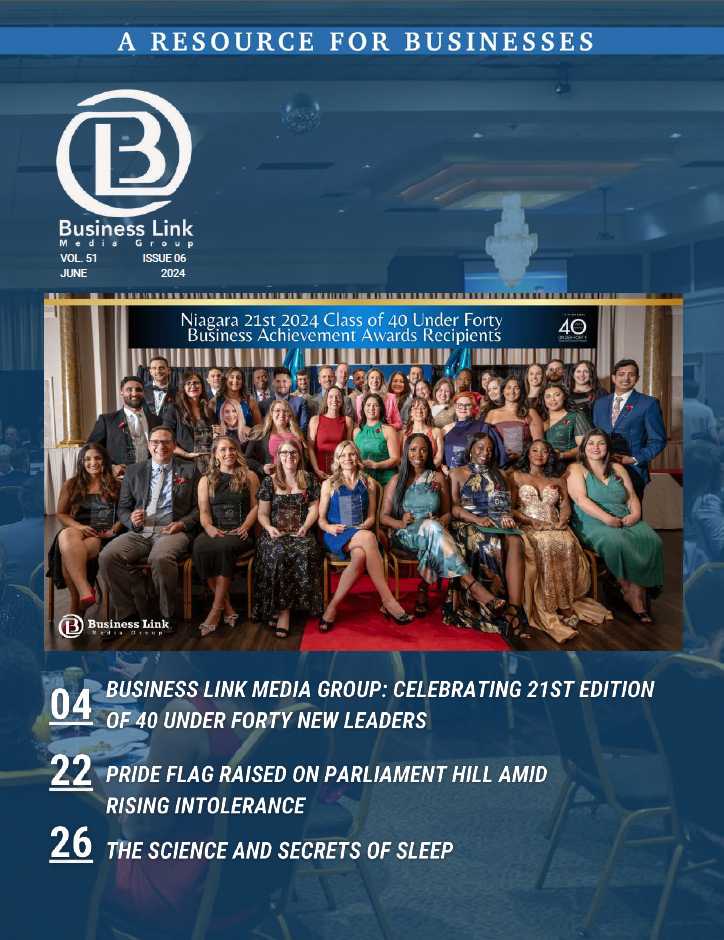 A RESOURCE FOR BUSINESSES
B
Business Link
Media Group
VOL. 51 ISSUE 06
JUNE 2024
Niagara 21st 2024 Class of 40 Under Forty
Business Achievement Awards Recipients
40
UNDER FORTY
B Business Link
Media Group
04 BUSINESS LINK MEDIA GROUP: CELEBRATING 21ST EDITION
OF 40 UNDER FORTY NEW LEADERS
22 PRIDE FLAG RAISED ON PARLIAMENT HILL AMID
RISING INTOLERANCE
26 THE SCIENCE AND SECRETS OF SLEEP